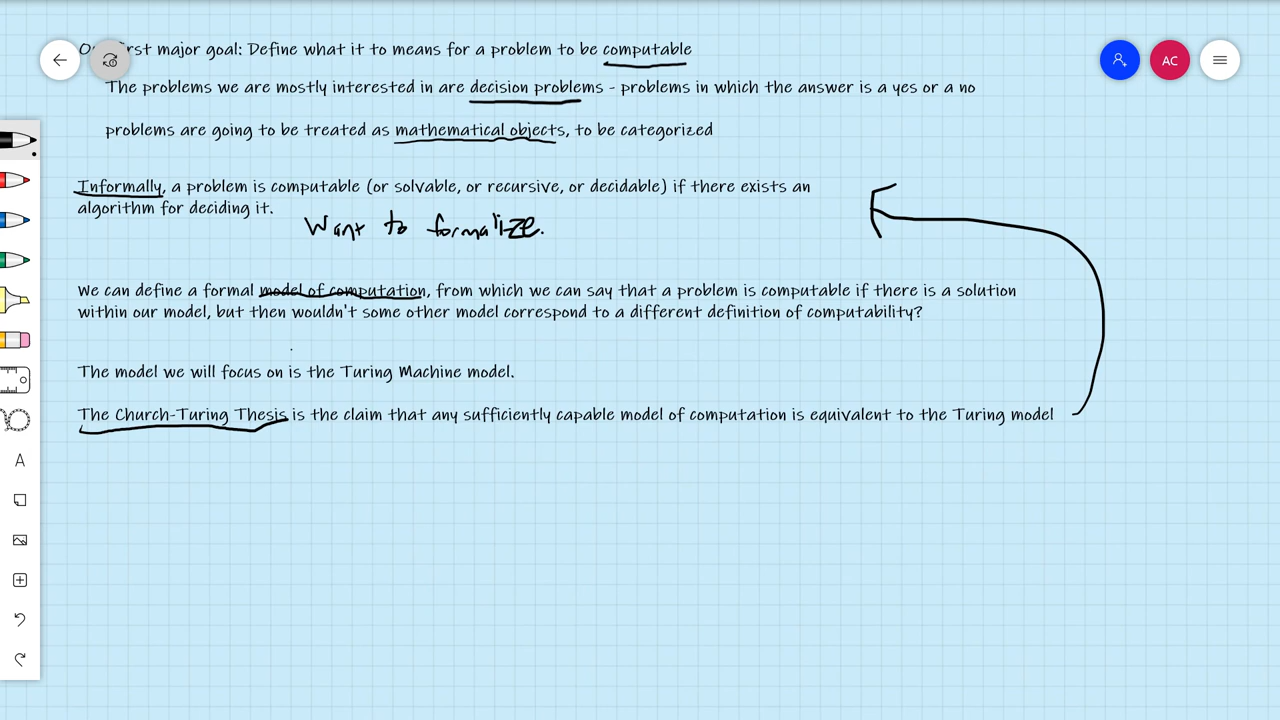 first major goal: Define what it to means for a problem to be computable
AC
The problems we are mostly interested in are decision problems - problems in which the answer is a yes or a no
problems are going to be treated as mathematical objects, to be categorized
Informally, a problem is computable (or solvable, or recursive, or decidable) if there exists an
algorithm for deciding it.
Want to formalize.
We can define a formal model of computation, from which we can say that a problem is computable if there is a solution
within our model, but then wouldn't some other model correspond to a different definition of computability?
The model we will focus on is the Turing Machine model.
The Church-Turing Thesis is the claim that any sufficiently capable model of computation is equivalent to the Turing model
A